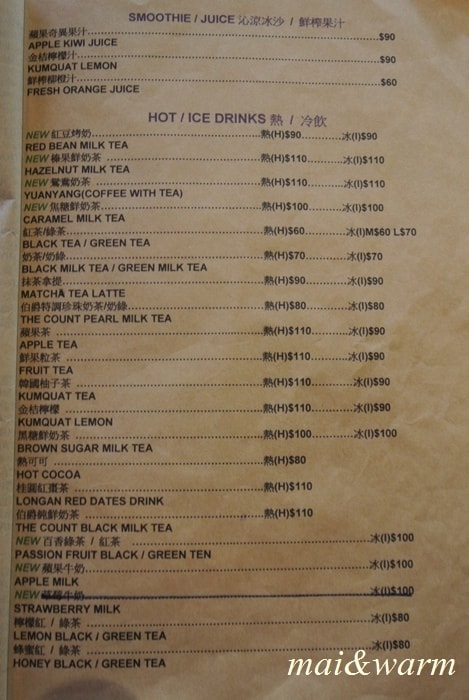 SMOOTHIE / JUICE 沁涼冰沙 / 鮮榨果汁
蘋果奇異果汁.....$90
APPLE KIWI JUICE
金桔檸檬汁.....$90
KUMQUAT LEMON
鮮榨柳橙汁.....$60
FRESH ORANGE JUICE
HOT / ICE DRINKS 熱 / 冷飲
NEW 紅豆烤奶.....熱(H)$90.....冰(I)$90
RED BEAN MILK TEA
NEW 榛果鮮奶茶.....熱(H)$110.....冰(I)$110
HAZELNUT MILK TEA
NEW 鴛鴦奶茶.....熱(H)$110.....冰(I)$110
YUANYANG(COFFEE WITH TEA)
NEW 焦糖鮮奶茶.....熱(H)$100.....冰(I)$100
CARAMEL MILK TEA
紅茶/綠茶.....熱(H)$60.....冰(I)M$60 L$70
BLACK TEA / GREEN TEA
奶茶/奶綠.....熱(H)$70.....冰(I)$70
BLACK MILK TEA / GREEN MILK TEA
抹茶拿提.....熱(H)$90.....冰(I)$90
MATCHA TEA LATTE
伯爵特調珍珠奶茶/奶綠.....熱(H)$80.....冰(I)$80
THE COUNT PEARL MILK TEA
蘋果茶.....熱(H)$110.....冰(I)$90
APPLE TEA
鮮果粒茶.....熱(H)$110.....冰(I)$90
FRUIT TEA
韓國柚子茶.....熱(H)$110.....冰(I)$90
KUMQUAT TEA
金桔檸檬.....熱(H)$110.....冰(I)$90
KUMQUAT LEMON
黑糖鮮奶茶.....熱(H)$100.....冰(I)$100
BROWN SUGAR MILK TEA
熱可可.....熱(H)$80
HOT COCOA
桂圓紅棗茶.....熱(H)$110
LONGAN RED DATES DRINK
伯爵純鮮奶茶.....熱(H)$110
THE COUNT BLACK MILK TEA
NEW 百香綠茶 / 紅茶.....冰(I)$100
PASSION FRUIT BLACK / GREEN TEN
NEW 蘋果牛奶.....冰(I)$100
APPLE MILK
NEW 草莓牛奶.....冰(I)$100
STRAWBERRY MILK
檸檬紅 / 綠茶.....冰(I)$80
LEMON BLACK / GREEN TEA
蜂蜜紅 / 綠茶.....冰(I)$80
HONEY BLACK / GREEN TEA
mai&warm